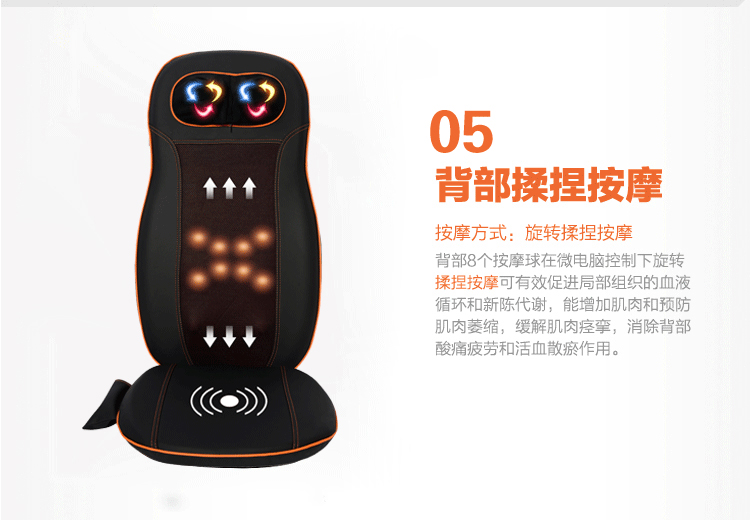 05
背部揉捏按摩
按摩方式：旋转揉捏按摩
背部8个按摩球在微电脑控制下旋转
揉捏按摩可有效促进局部组织的血液
循环和新陈代谢，能增加肌肉和预防
肌肉萎缩，缓解肌肉痉挛，消除背部
酸痛疲劳和活血散瘀作用。